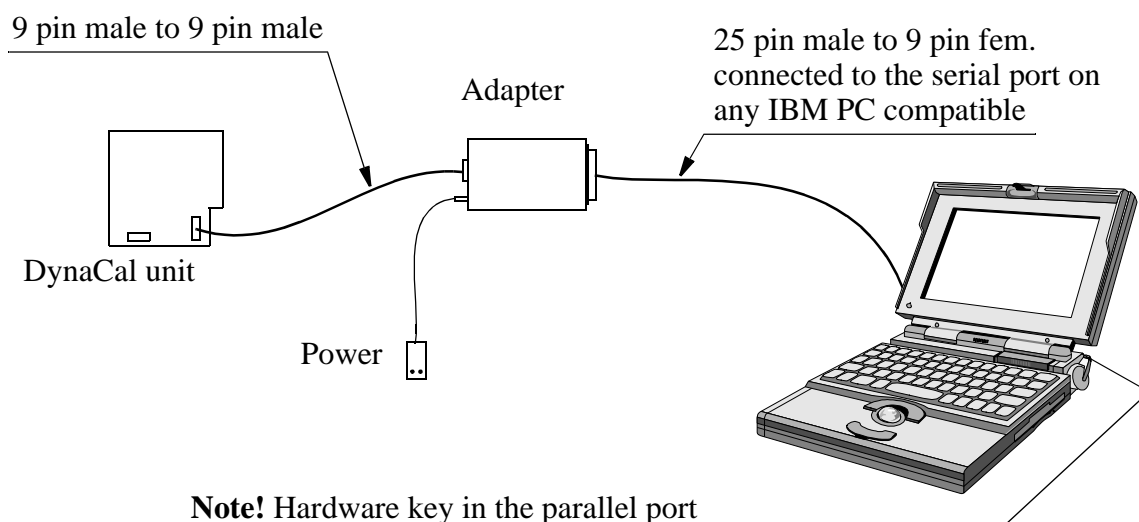 9 pin male to 9 pin male
25 pin male to 9 pin fem.
connected to the serial port on
any IBM PC compatible
Adapter
DynaCal unit
Power
Note! Hardware key in the parallel port